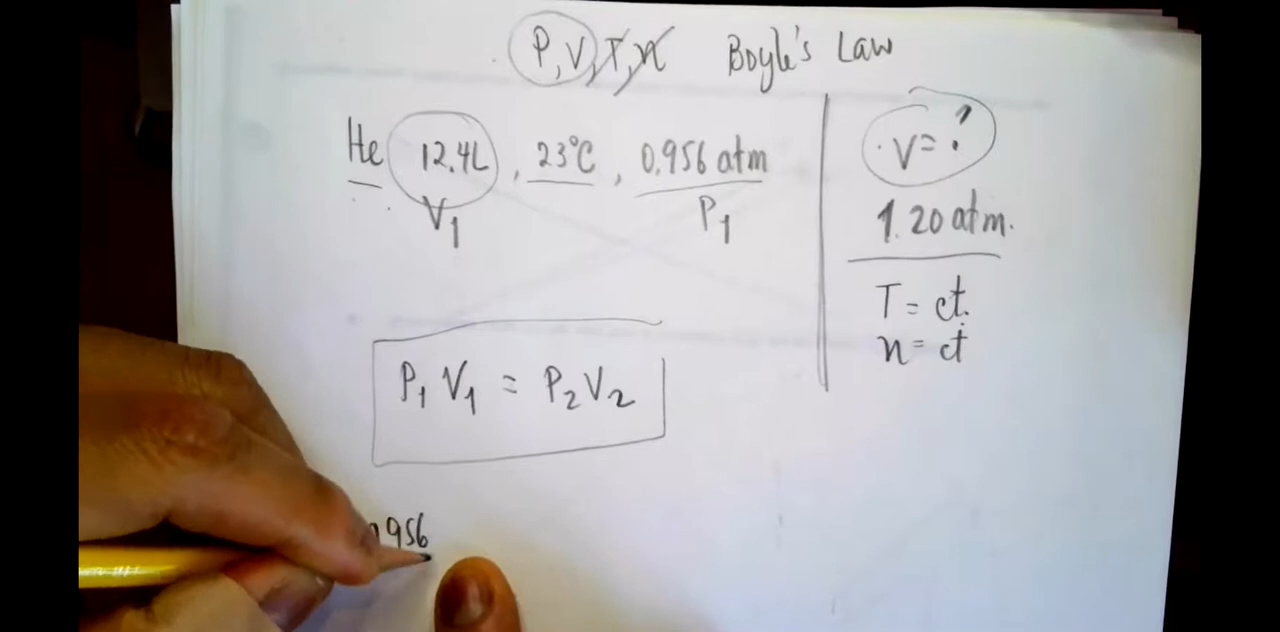 P, V, T, n Boyle's Law
He 12.4L, 23°C, 0.956 atm
V1 P1
V = ?
1.20 atm.
T = ct.
n = ct
P1 V1 = P2 V2
0.956